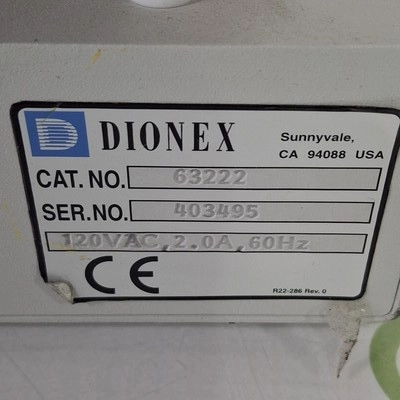 D DIONEX
Sunnyvale,
CA 94088 USA
CAT. NO. 63222
SER.NO. 403495
120VAC,2.0A,60Hz
CE
R22-286 Rev. 0